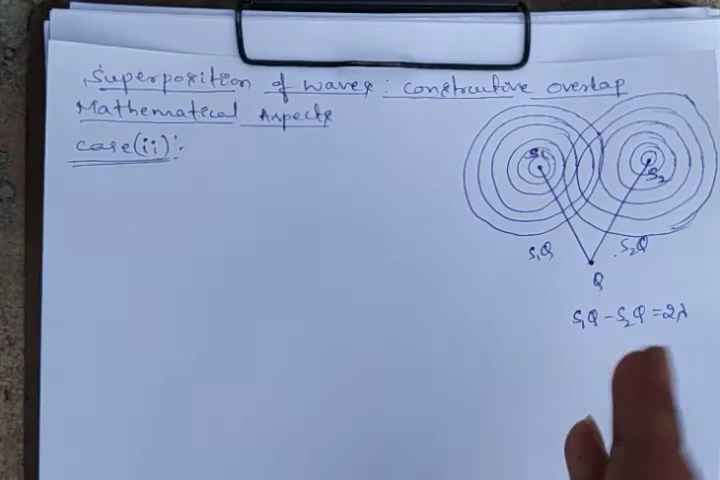 Superposition of waves: constructive overlap
Mathematical Aspects
case(ii):-
S1
S2
S1Q
S2Q
Q
S1Q - S2Q = 2λ